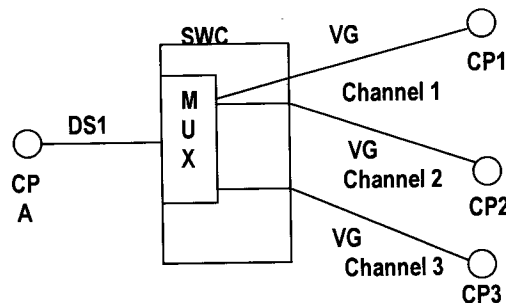 SWC
VG
CP1
Channel 1
M
U
X
DS1
CP
A
VG
Channel 2
CP2
VG
Channel 3
CP3